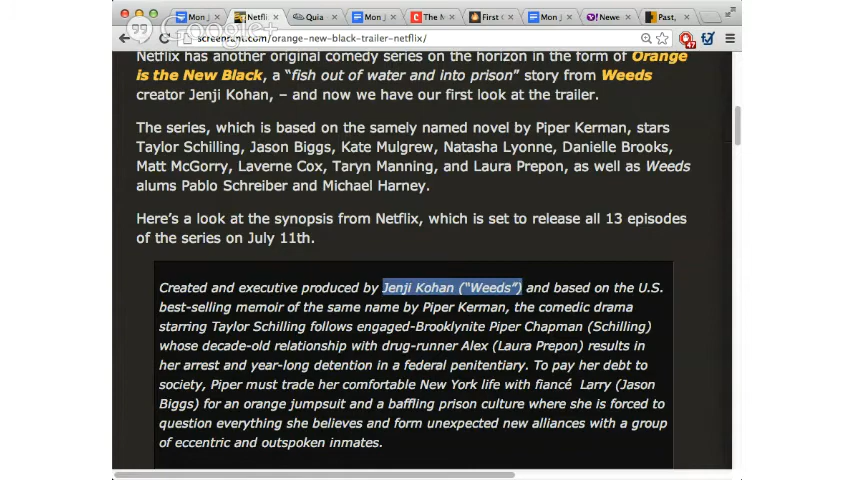 Mon J
Netfli
Quia
Mon J
The M
First
Mon J
Newe
Past,
Google+
screenrant.com/orange-new-black-trailer-netflix/
47
Netflix has another original comedy series on the horizon in the form of Orange
is the New Black, a “fish out of water and into prison” story from Weeds
creator Jenji Kohan, – and now we have our first look at the trailer.
The series, which is based on the samely named novel by Piper Kerman, stars
Taylor Schilling, Jason Biggs, Kate Mulgrew, Natasha Lyonne, Danielle Brooks,
Matt McGorry, Laverne Cox, Taryn Manning, and Laura Prepon, as well as Weeds
alums Pablo Schreiber and Michael Harney.
Here’s a look at the synopsis from Netflix, which is set to release all 13 episodes
of the series on July 11th.
Created and executive produced by Jenji Kohan (“Weeds”) and based on the U.S.
best-selling memoir of the same name by Piper Kerman, the comedic drama
starring Taylor Schilling follows engaged-Brooklynite Piper Chapman (Schilling)
whose decade-old relationship with drug-runner Alex (Laura Prepon) results in
her arrest and year-long detention in a federal penitentiary. To pay her debt to
society, Piper must trade her comfortable New York life with fiancé Larry (Jason
Biggs) for an orange jumpsuit and a baffling prison culture where she is forced to
question everything she believes and form unexpected new alliances with a group
of eccentric and outspoken inmates.